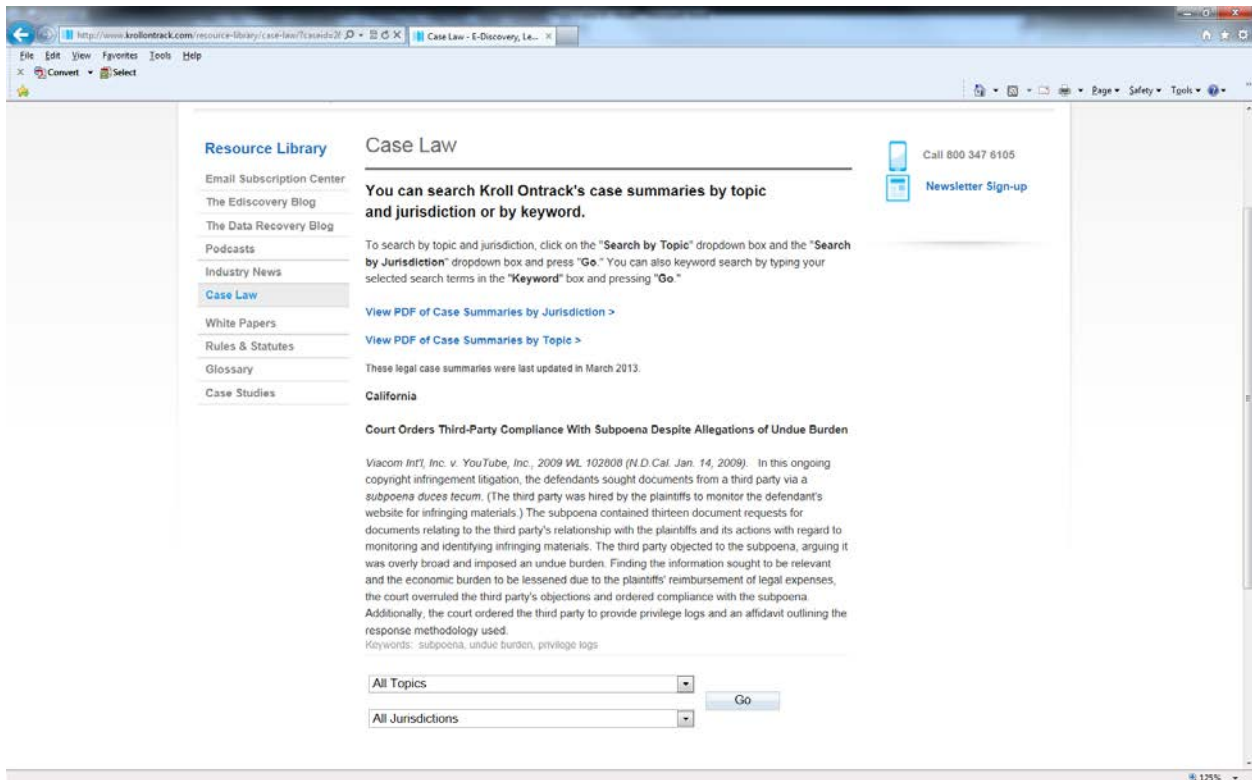 http://www.krollontrack.com/resource-library/case-law/?caseid=2
Case Law - E-Discovery, Le...
File Edit View Favorites Tools Help
Convert Select
Page Safety Tools
Resource Library
Email Subscription Center
The Ediscovery Blog
The Data Recovery Blog
Podcasts
Industry News
Case Law
White Papers
Rules & Statutes
Glossary
Case Studies
Case Law
You can search Kroll Ontrack's case summaries by topic
and jurisdiction or by keyword.
To search by topic and jurisdiction, click on the "Search by Topic" dropdown box and the "Search
by Jurisdiction" dropdown box and press "Go." You can also keyword search by typing your
selected search terms in the "Keyword" box and pressing "Go."
View PDF of Case Summaries by Jurisdiction >
View PDF of Case Summaries by Topic >
These legal case summaries were last updated in March 2013.
California
Court Orders Third-Party Compliance With Subpoena Despite Allegations of Undue Burden
Viacom Int'l, Inc. v. YouTube, Inc., 2009 WL 102808 (N.D.Cal. Jan. 14, 2009). In this ongoing
copyright infringement litigation, the defendants sought documents from a third party via a
subpoena duces tecum. (The third party was hired by the plaintiffs to monitor the defendant's
website for infringing materials.) The subpoena contained thirteen document requests for
documents relating to the third party's relationship with the plaintiffs and its actions with regard to
monitoring and identifying infringing materials. The third party objected to the subpoena, arguing it
was overly broad and imposed an undue burden. Finding the information sought to be relevant
and the economic burden to be lessened due to the plaintiffs' reimbursement of legal expenses,
the court overruled the third party's objections and ordered compliance with the subpoena.
Additionally, the court ordered the third party to provide privilege logs and an affidavit outlining the
response methodology used.
Keywords: subpoena, undue burden, privilege logs
All Topics
Go
All Jurisdictions
Call 800 347 6105
Newsletter Sign-up
125%